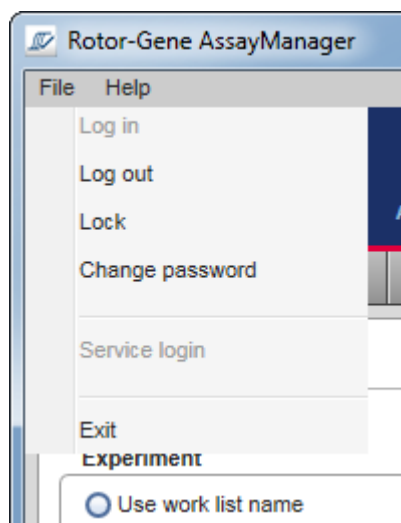 Rotor-Gene AssayManager
File Help
Log in
Log out
Lock
Change password
Service login
Exit
Experiment
Use work list name